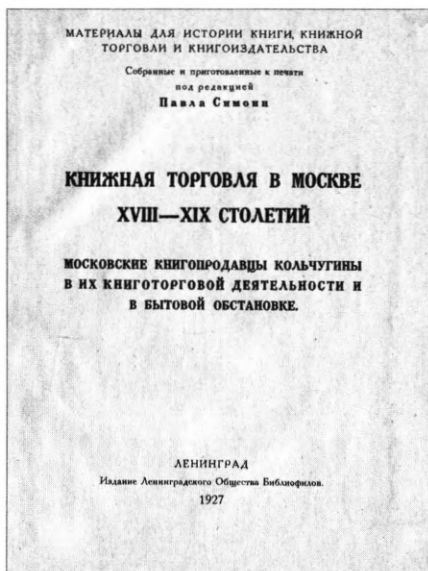 МАТЕРИАЛЫ ДЛЯ ИСТОРИИ КНИГИ, КНИЖНОЙ
ТОРГОВЛИ И КНИГОИЗДАТЕЛЬСТВА
Собранные и приготовленные к печати
под редакцией
Павла Симони
КНИЖНАЯ ТОРГОВЛЯ В МОСКВЕ
XVIII—XIX СТОЛЕТИЙ
МОСКОВСКИЕ КНИГОПРОДАВЦЫ КОЛЬЧУГИНЫ
В ИХ КНИГОТОРГОВОЙ ДЕЯТЕЛЬНОСТИ И
В БЫТОВОЙ ОБСТАНОВКЕ.
ЛЕНИНГРАД
Издание Ленинградского Общества Библиофилов.
1927